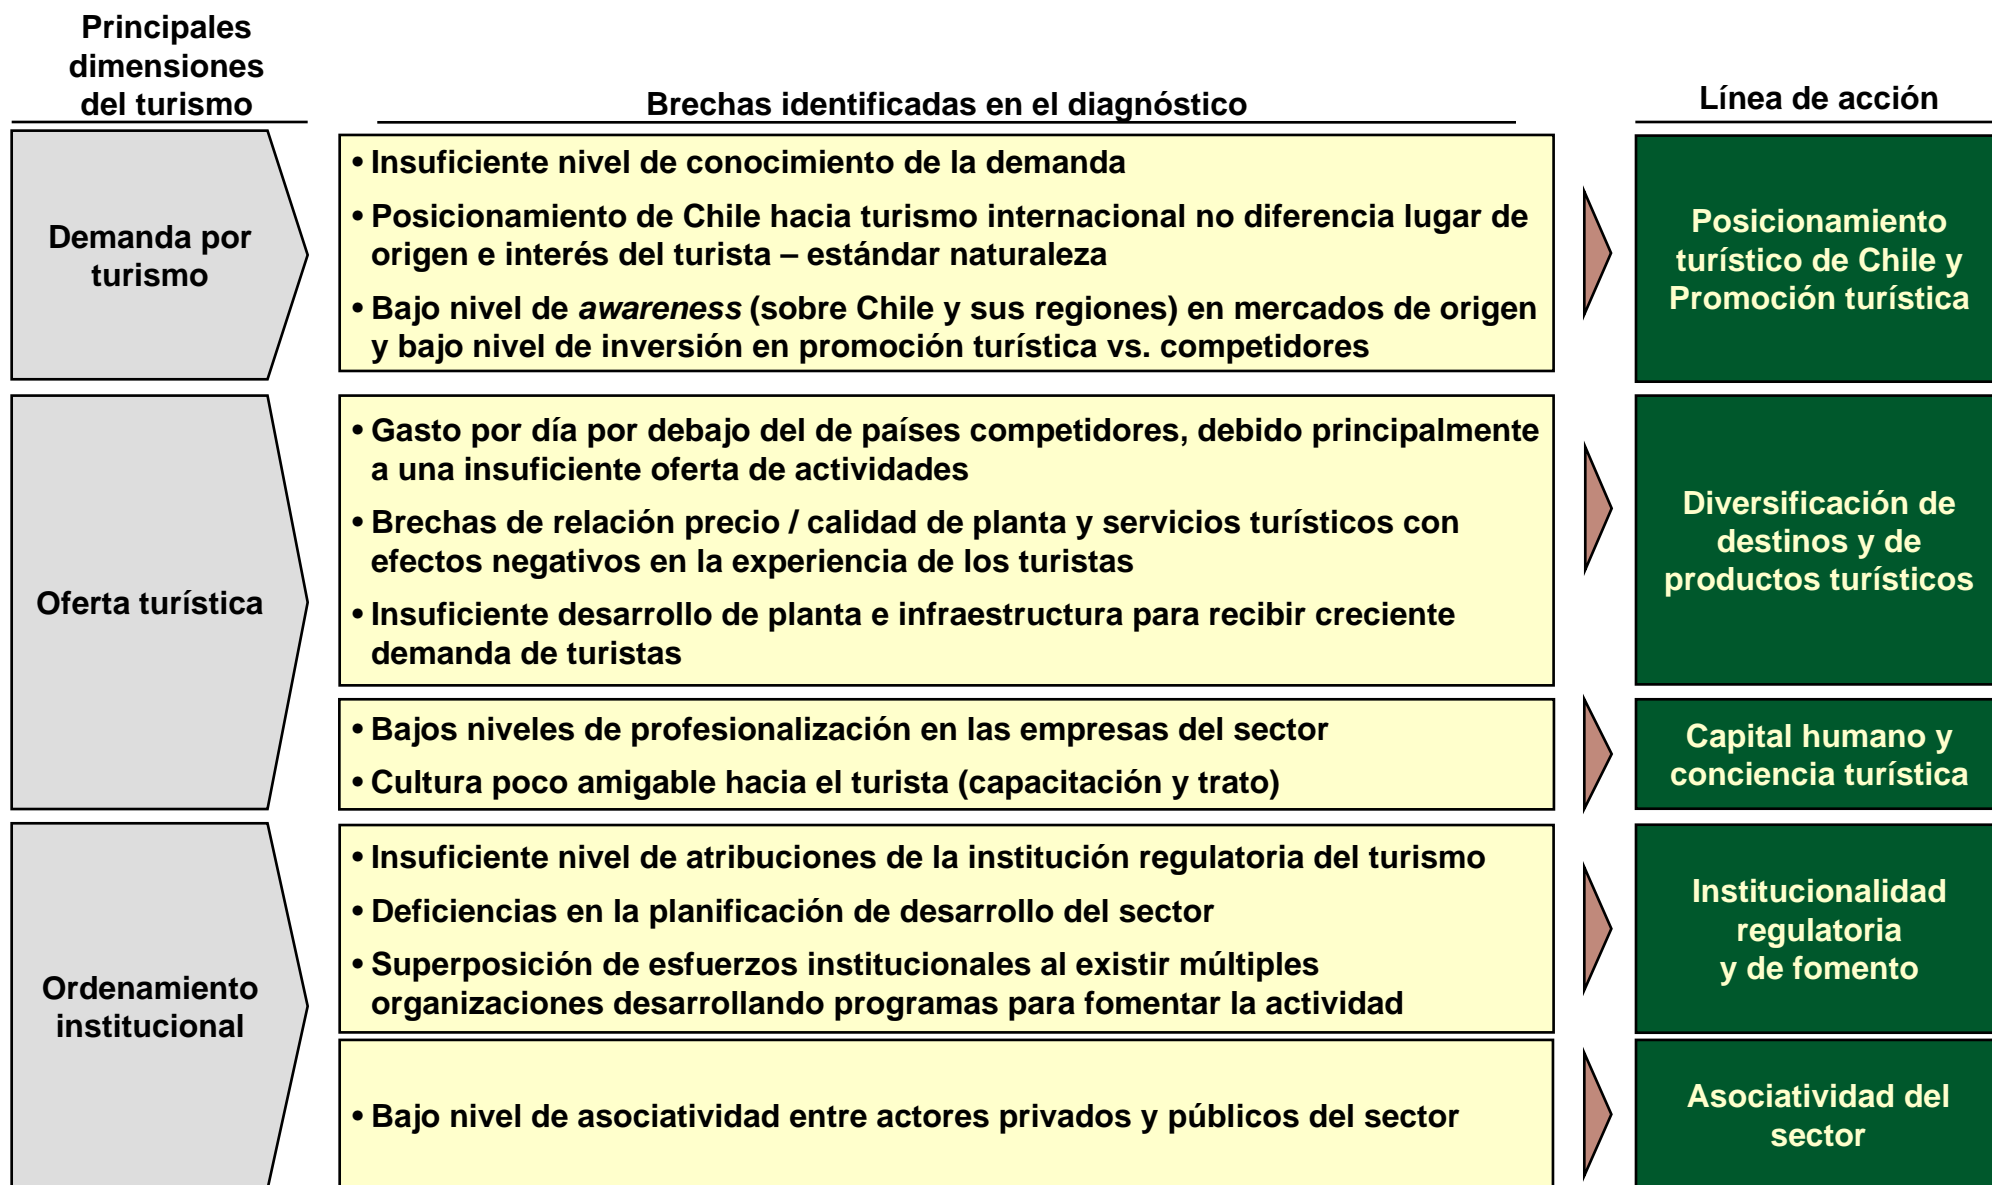 Principales
dimensiones
del turismo
Brechas identificadas en el diagnóstico
Línea de acción
Demanda por
turismo
• Insuficiente nivel de conocimiento de la demanda
• Posicionamiento de Chile hacia turismo internacional no diferencia lugar de
origen e interés del turista – estándar naturaleza
• Bajo nivel de awareness (sobre Chile y sus regiones) en mercados de origen
y bajo nivel de inversión en promoción turística vs. competidores
Posicionamiento
turístico de Chile y
Promoción turística
Oferta turística
• Gasto por día por debajo del de países competidores, debido principalmente
a una insuficiente oferta de actividades
• Brechas de relación precio / calidad de planta y servicios turísticos con
efectos negativos en la experiencia de los turistas
• Insuficiente desarrollo de planta e infraestructura para recibir creciente
demanda de turistas
Diversificación de
destinos y de
productos turísticos
• Bajos niveles de profesionalización en las empresas del sector
• Cultura poco amigable hacia el turista (capacitación y trato)
Capital humano y
conciencia turística
Ordenamiento
institucional
• Insuficiente nivel de atribuciones de la institución regulatoria del turismo
• Deficiencias en la planificación de desarrollo del sector
• Superposición de esfuerzos institucionales al existir múltiples
organizaciones desarrollando programas para fomentar la actividad
Institucionalidad
regulatoria
y de fomento
• Bajo nivel de asociatividad entre actores privados y públicos del sector
Asociatividad del
sector